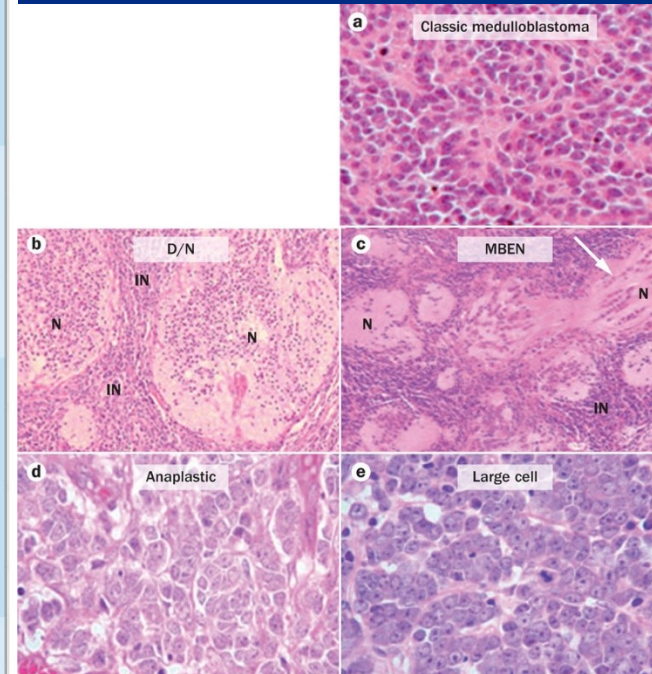 a
Classic medulloblastoma
b
D/N
IN
N
N
IN
c
MBEN
N
N
IN
d
Anaplastic
e
Large cell